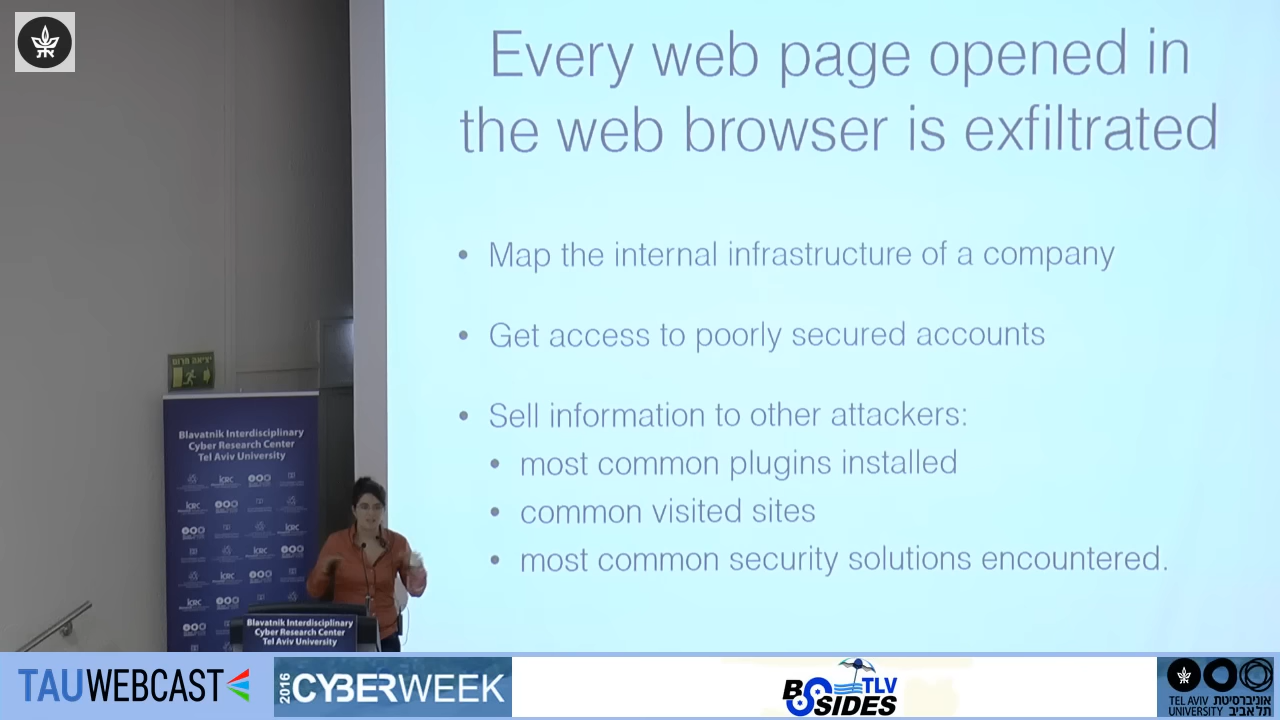 Every web page opened in
the web browser is exfiltrated
• Map the internal infrastructure of a company
• Get access to poorly secured accounts
• Sell information to other attackers:
• most common plugins installed
• common visited sites
• most common security solutions encountered.
יציאת חרום
Blavatnik Interdisciplinary
Cyber Research Center
Tel Aviv University
Blavatnik Interdisciplinary
Cyber Research Center
Tel Aviv University
TAUWEBCAST
2016 CYBERWEEK
BSIDES TLV
TEL AVIV אוניברסיטת
UNIVERSITY תל אביב